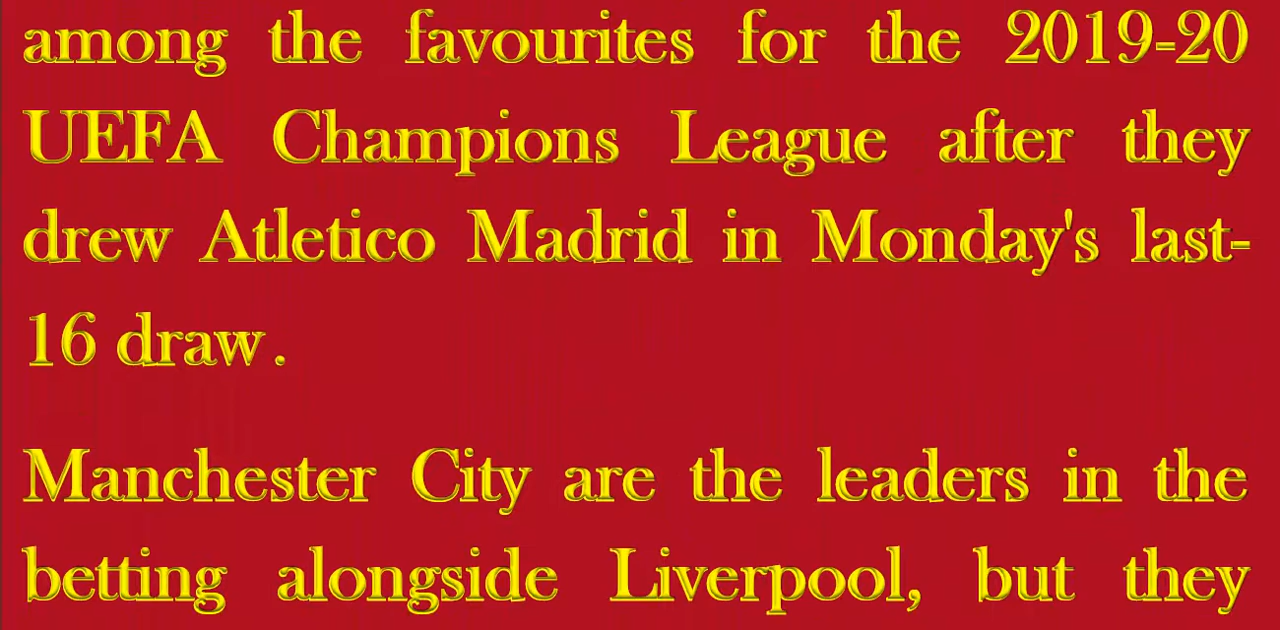 among the favourites for the 2019-20
UEFA Champions League after they
drew Atletico Madrid in Monday's last-
16 draw.
Manchester City are the leaders in the
betting alongside Liverpool, but they